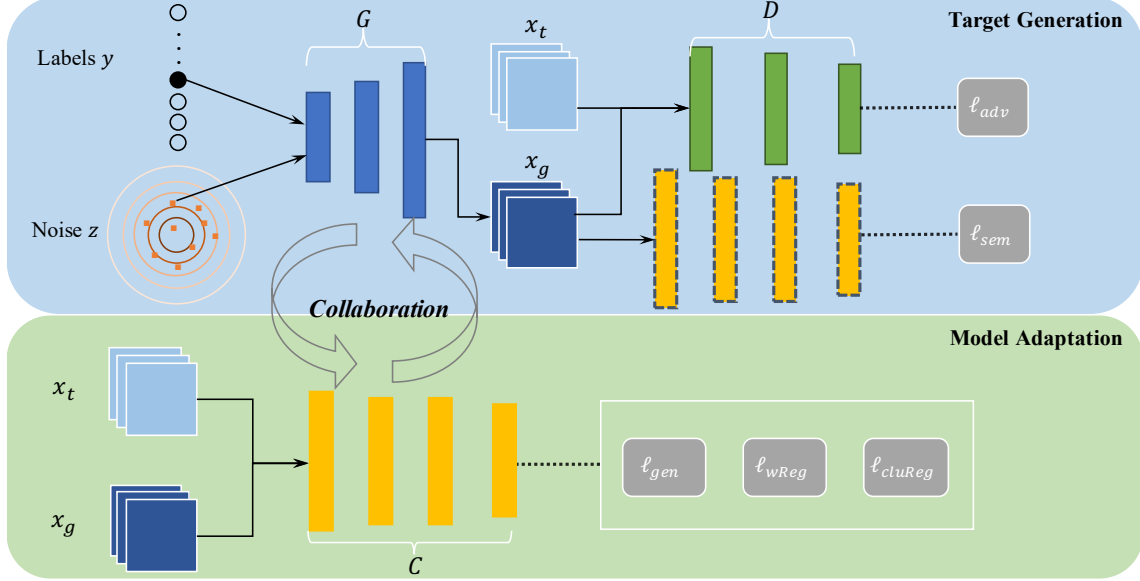 G
x_t
D
Target Generation
Labels y
ℓ_adv
x_g
Noise z
ℓ_sem
Collaboration
Model Adaptation
x_t
ℓ_gen
ℓ_wReg
ℓ_cluReg
x_g
C